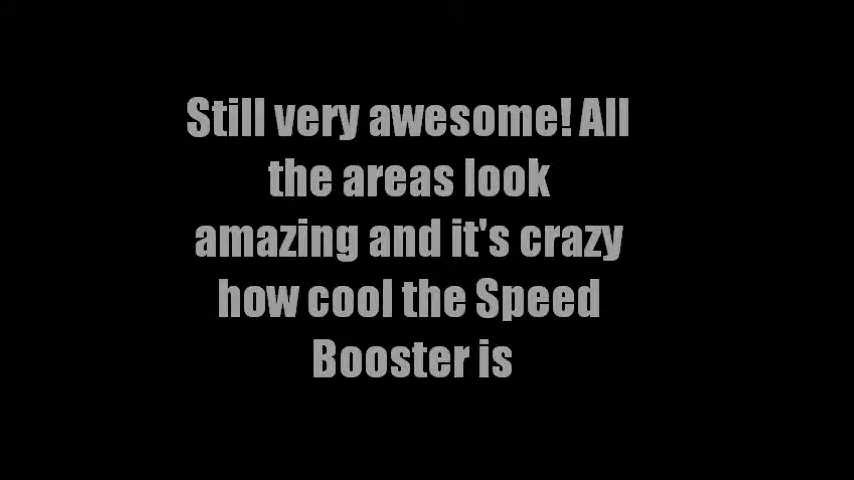 Still very awesome! All
the areas look
amazing and it's crazy
how cool the Speed
Booster is